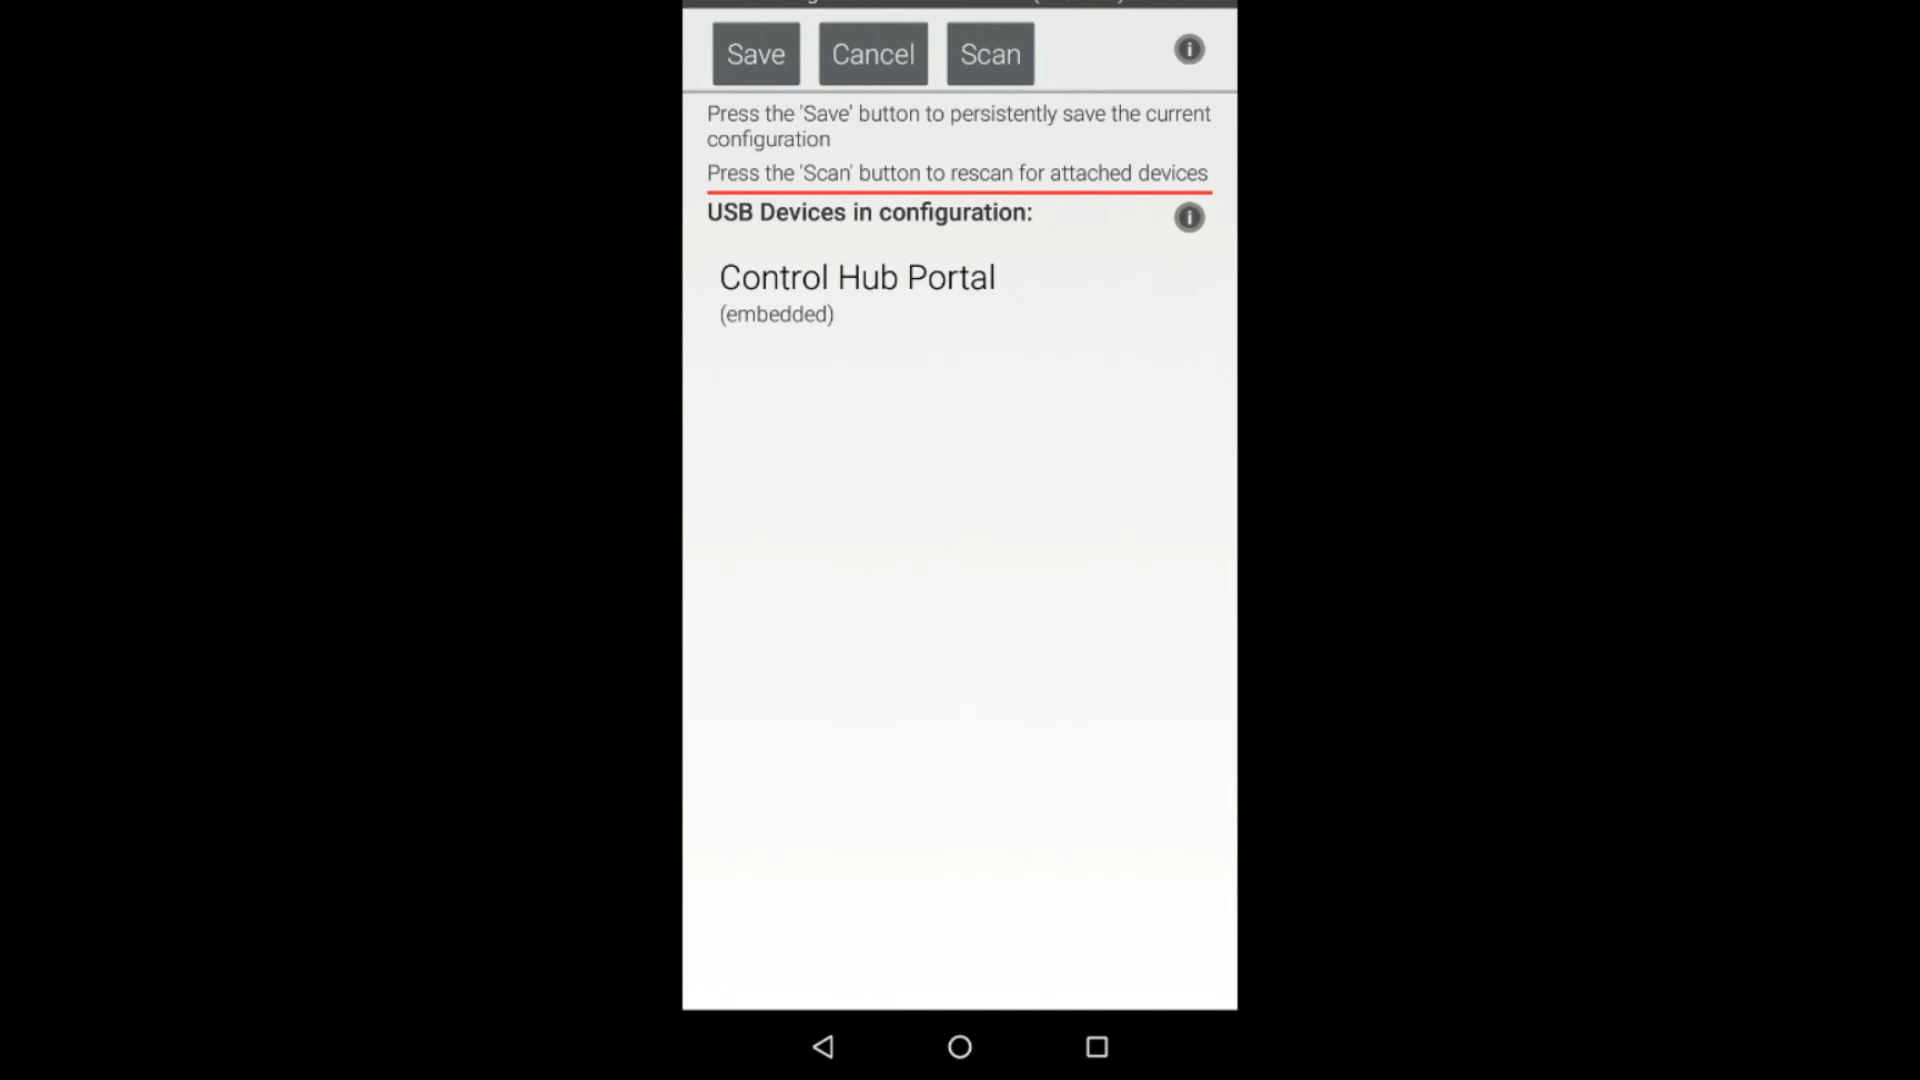 Save Cancel Scan
Press the 'Save' button to persistently save the current
configuration
Press the 'Scan' button to rescan for attached devices
USB Devices in configuration:
Control Hub Portal
(embedded)